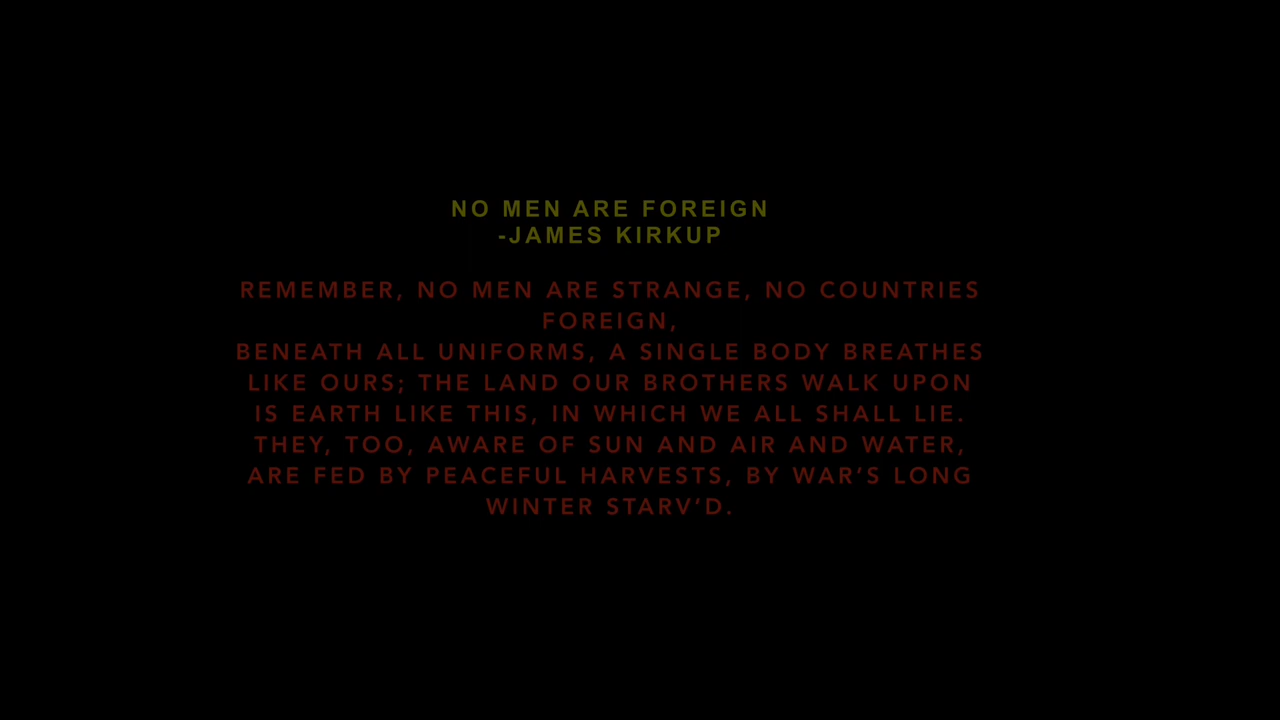 NO MEN ARE FOREIGN
-JAMES KIRKUP
REMEMBER, NO MEN ARE STRANGE, NO COUNTRIES
FOREIGN,
BENEATH ALL UNIFORMS, A SINGLE BODY BREATHES
LIKE OURS; THE LAND OUR BROTHERS WALK UPON
IS EARTH LIKE THIS, IN WHICH WE ALL SHALL LIE.
THEY, TOO, AWARE OF SUN AND AIR AND WATER,
ARE FED BY PEACEFUL HARVESTS, BY WAR’S LONG
WINTER STARV’D.